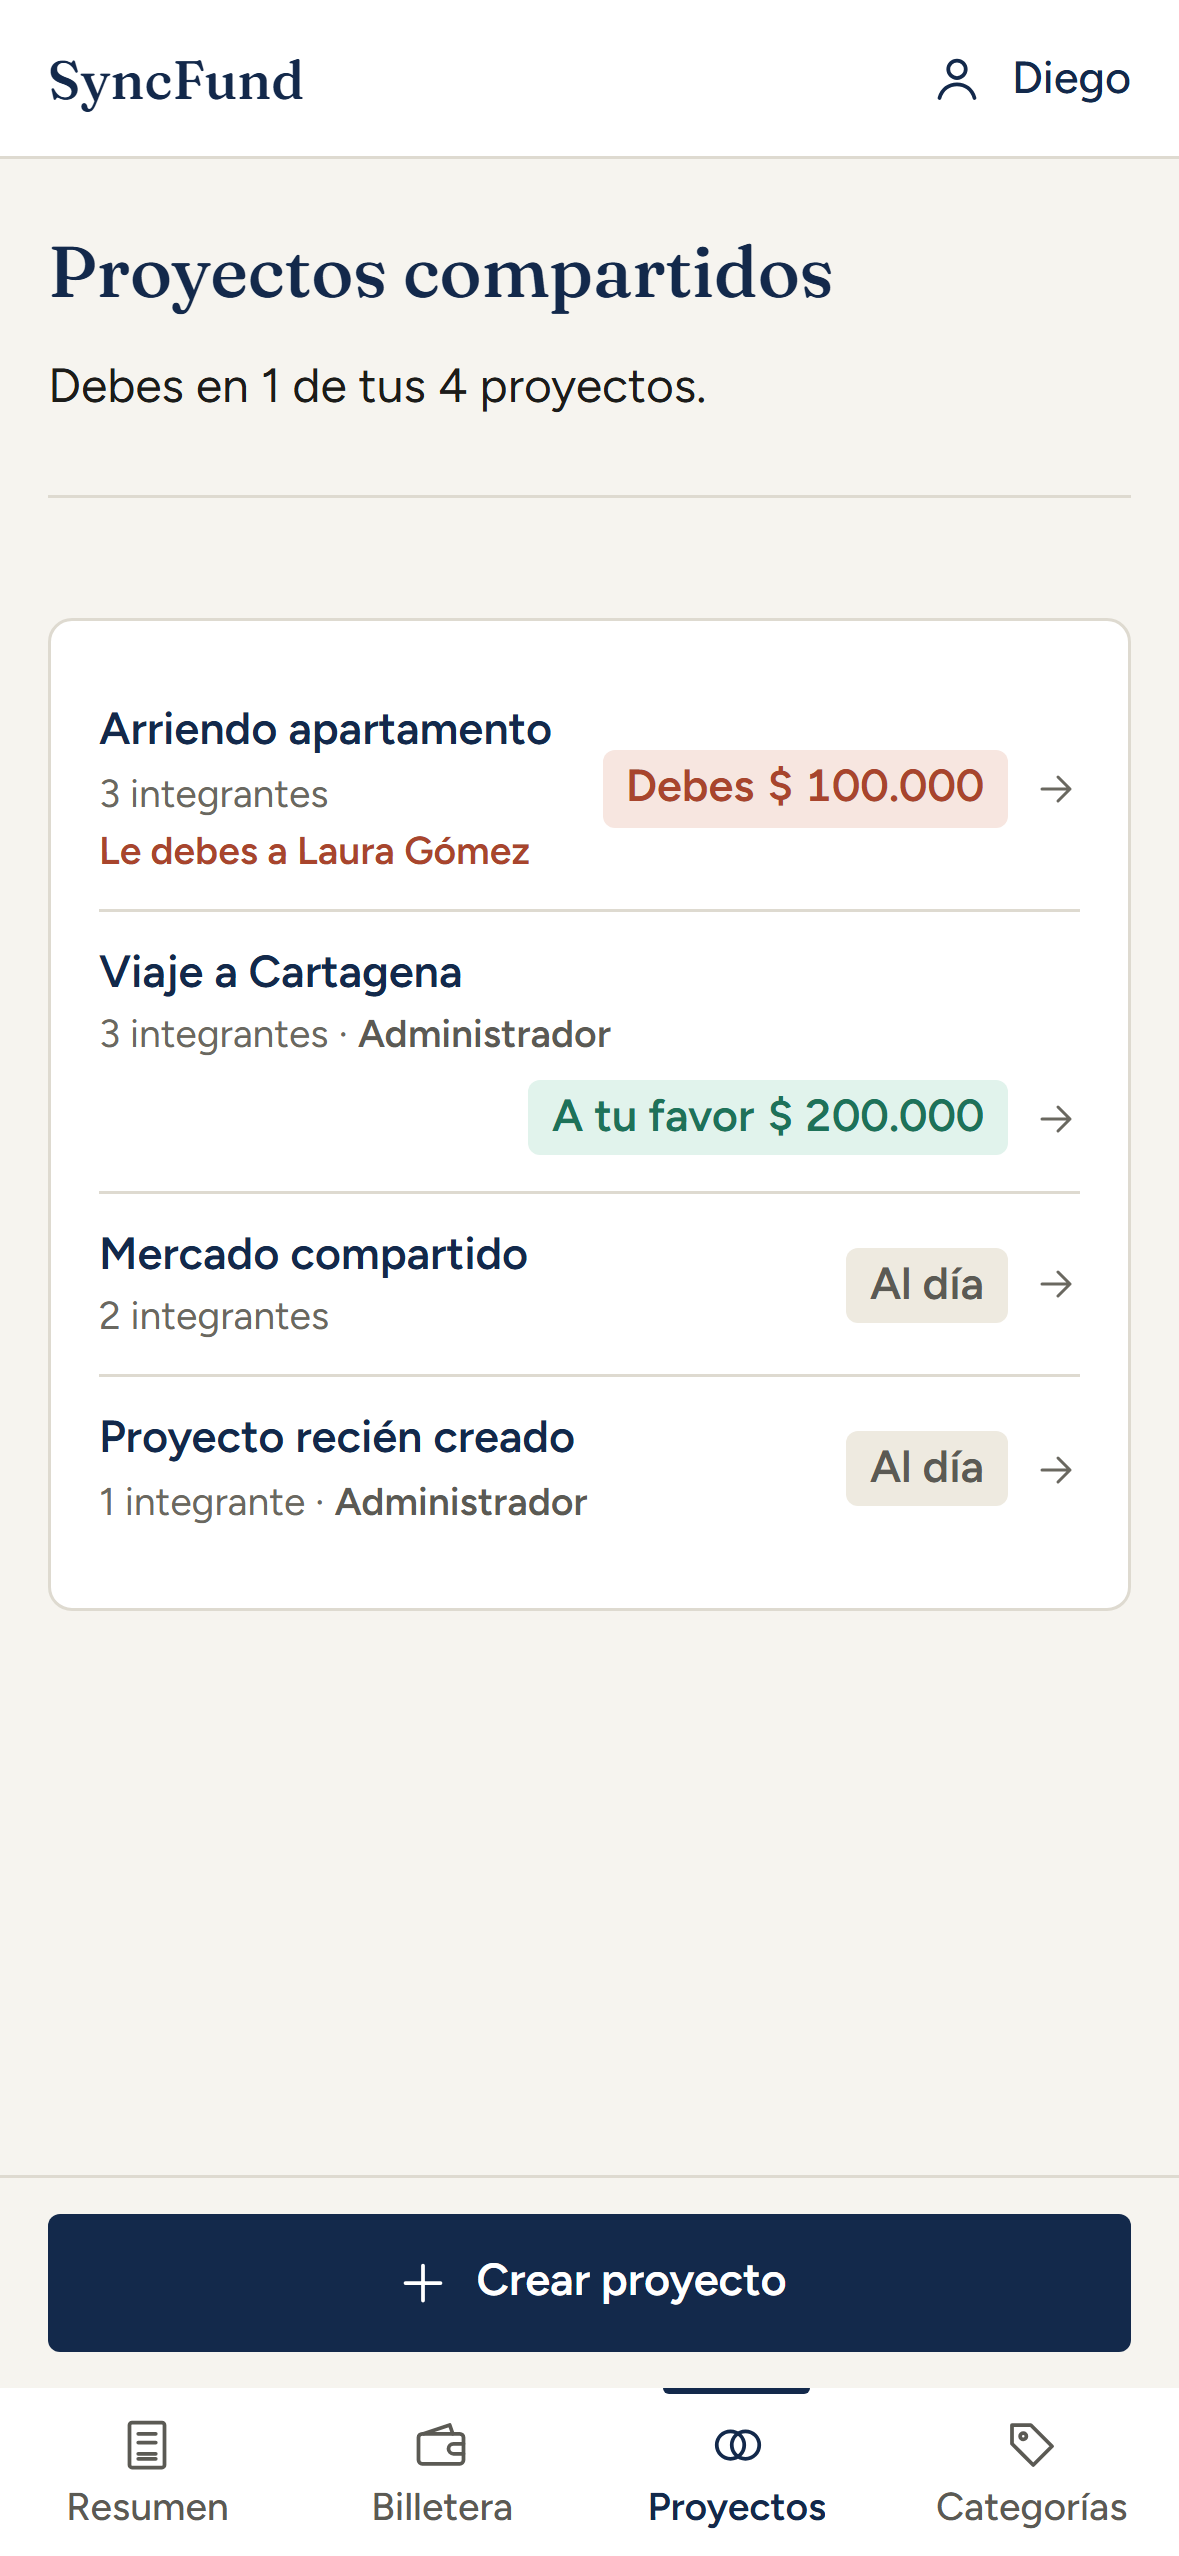 SyncFund
Diego
Proyectos compartidos
Debes en 1 de tus 4 proyectos.
Arriendo apartamento
3 integrantes
Le debes a Laura Gómez
Debes $ 100.000
Viaje a Cartagena
3 integrantes · Administrador
A tu favor $ 200.000
Mercado compartido
2 integrantes
Al día
Proyecto recién creado
1 integrante · Administrador
Al día
Crear proyecto
Resumen
Billetera
Proyectos
Categorías